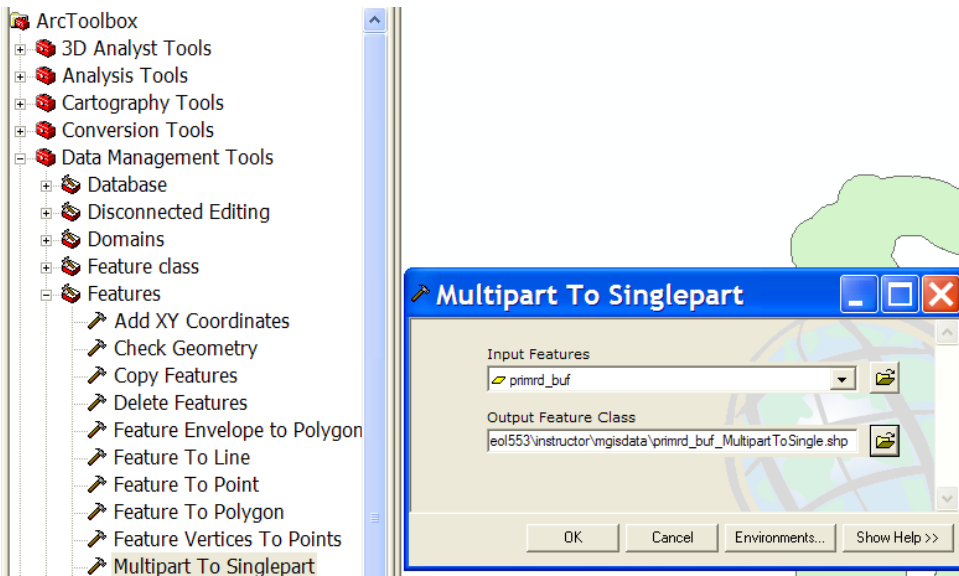 ArcToolbox
3D Analyst Tools
Analysis Tools
Cartography Tools
Conversion Tools
Data Management Tools
Database
Disconnected Editing
Domains
Feature class
Features
Add XY Coordinates
Check Geometry
Copy Features
Delete Features
Feature Envelope to Polygon
Feature To Line
Feature To Point
Feature To Polygon
Feature Vertices To Points
Multipart To Singlepart
Multipart To Singlepart
Input Features
primrd_buf
Output Feature Class
eol553\instructor\mgisdata\primrd_buf_MultipartToSingle.shp
OK Cancel Environments... Show Help >>